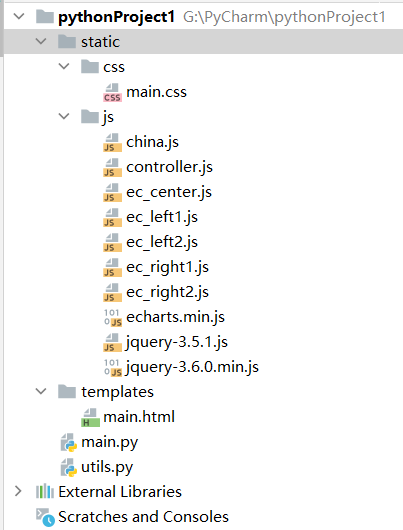 pythonProject1 G:\PyCharm\pythonProject1
static
css
CSS main.css
js
JS china.js
JS controller.js
JS ec_center.js
JS ec_left1.js
JS ec_left2.js
JS ec_right1.js
JS ec_right2.js
101 0 JS echarts.min.js
JS jquery-3.5.1.js
101 0 JS jquery-3.6.0.min.js
templates
H main.html
main.py
utils.py
External Libraries
Scratches and Consoles